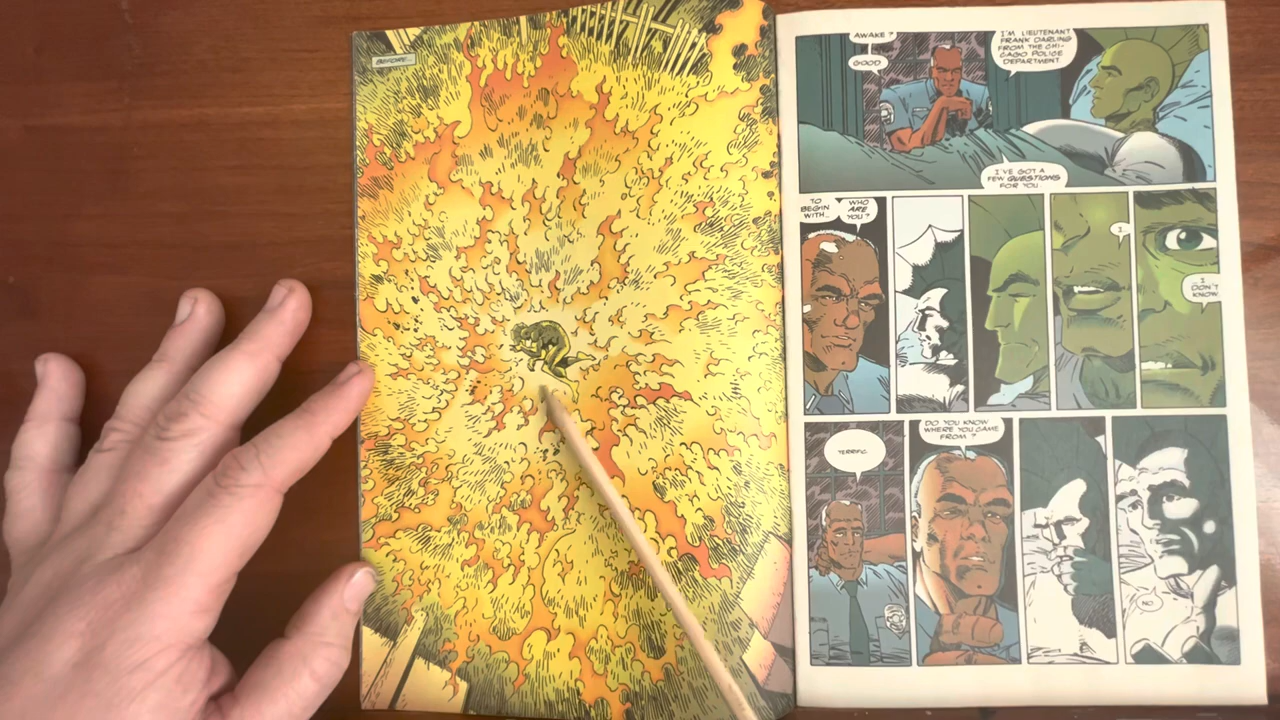 BEFORE...
AWAKE?
GOOD.
I'M LIEUTENANT
FRANK DARLING
FROM THE CHI-
CAGO POLICE
DEPARTMENT.
I'VE GOT A
FEW QUESTIONS
FOR YOU.
TO
BEGIN
WITH...
WHO
ARE
YOU?
I...
I
DON'T
KNOW.
TERRIFIC.
DO YOU KNOW
WHERE YOU CAME
FROM?
NO.